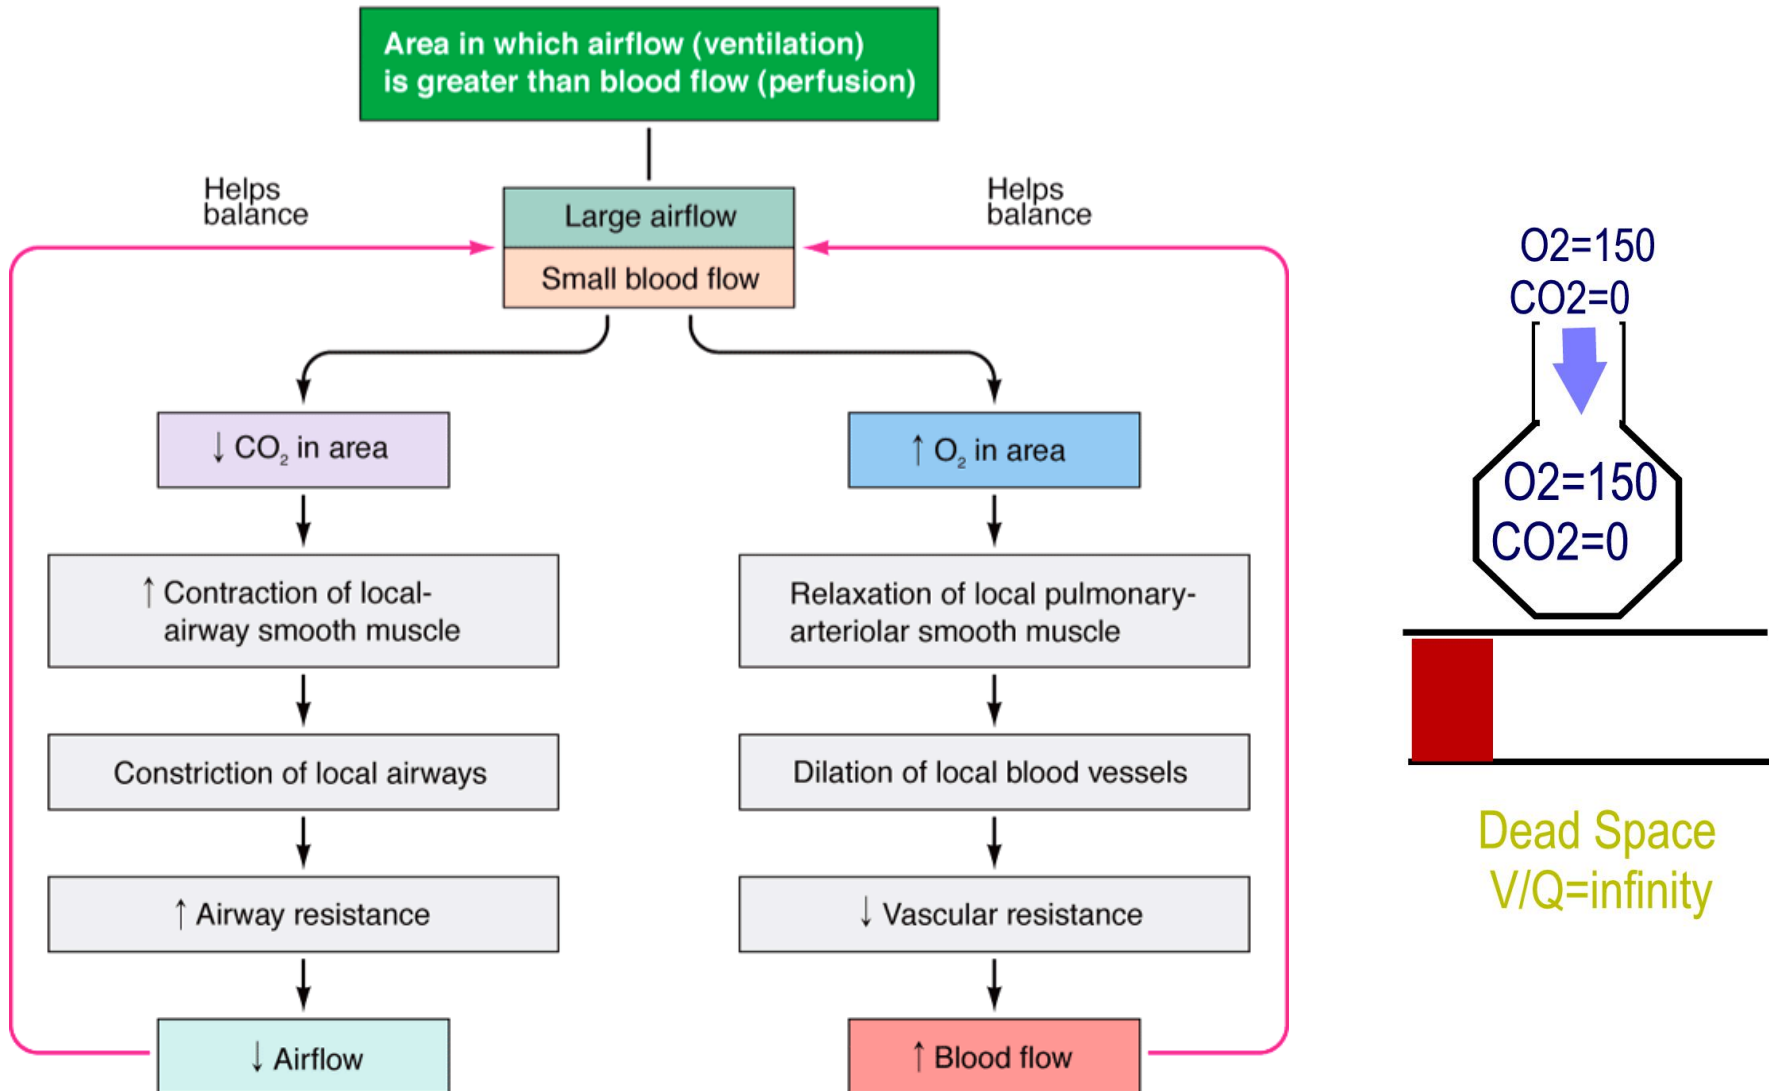 Area in which airflow (ventilation)
is greater than blood flow (perfusion)
Helps
balance
Helps
balance
Large airflow
Small blood flow
↓ CO₂ in area
↑ Contraction of local-
airway smooth muscle
Constriction of local airways
↑ Airway resistance
↓ Airflow
↑ O₂ in area
Relaxation of local pulmonary-
arteriolar smooth muscle
Dilation of local blood vessels
↓ Vascular resistance
↑ Blood flow
O2=150
CO2=0
O2=150
CO2=0
Dead Space
V/Q=infinity